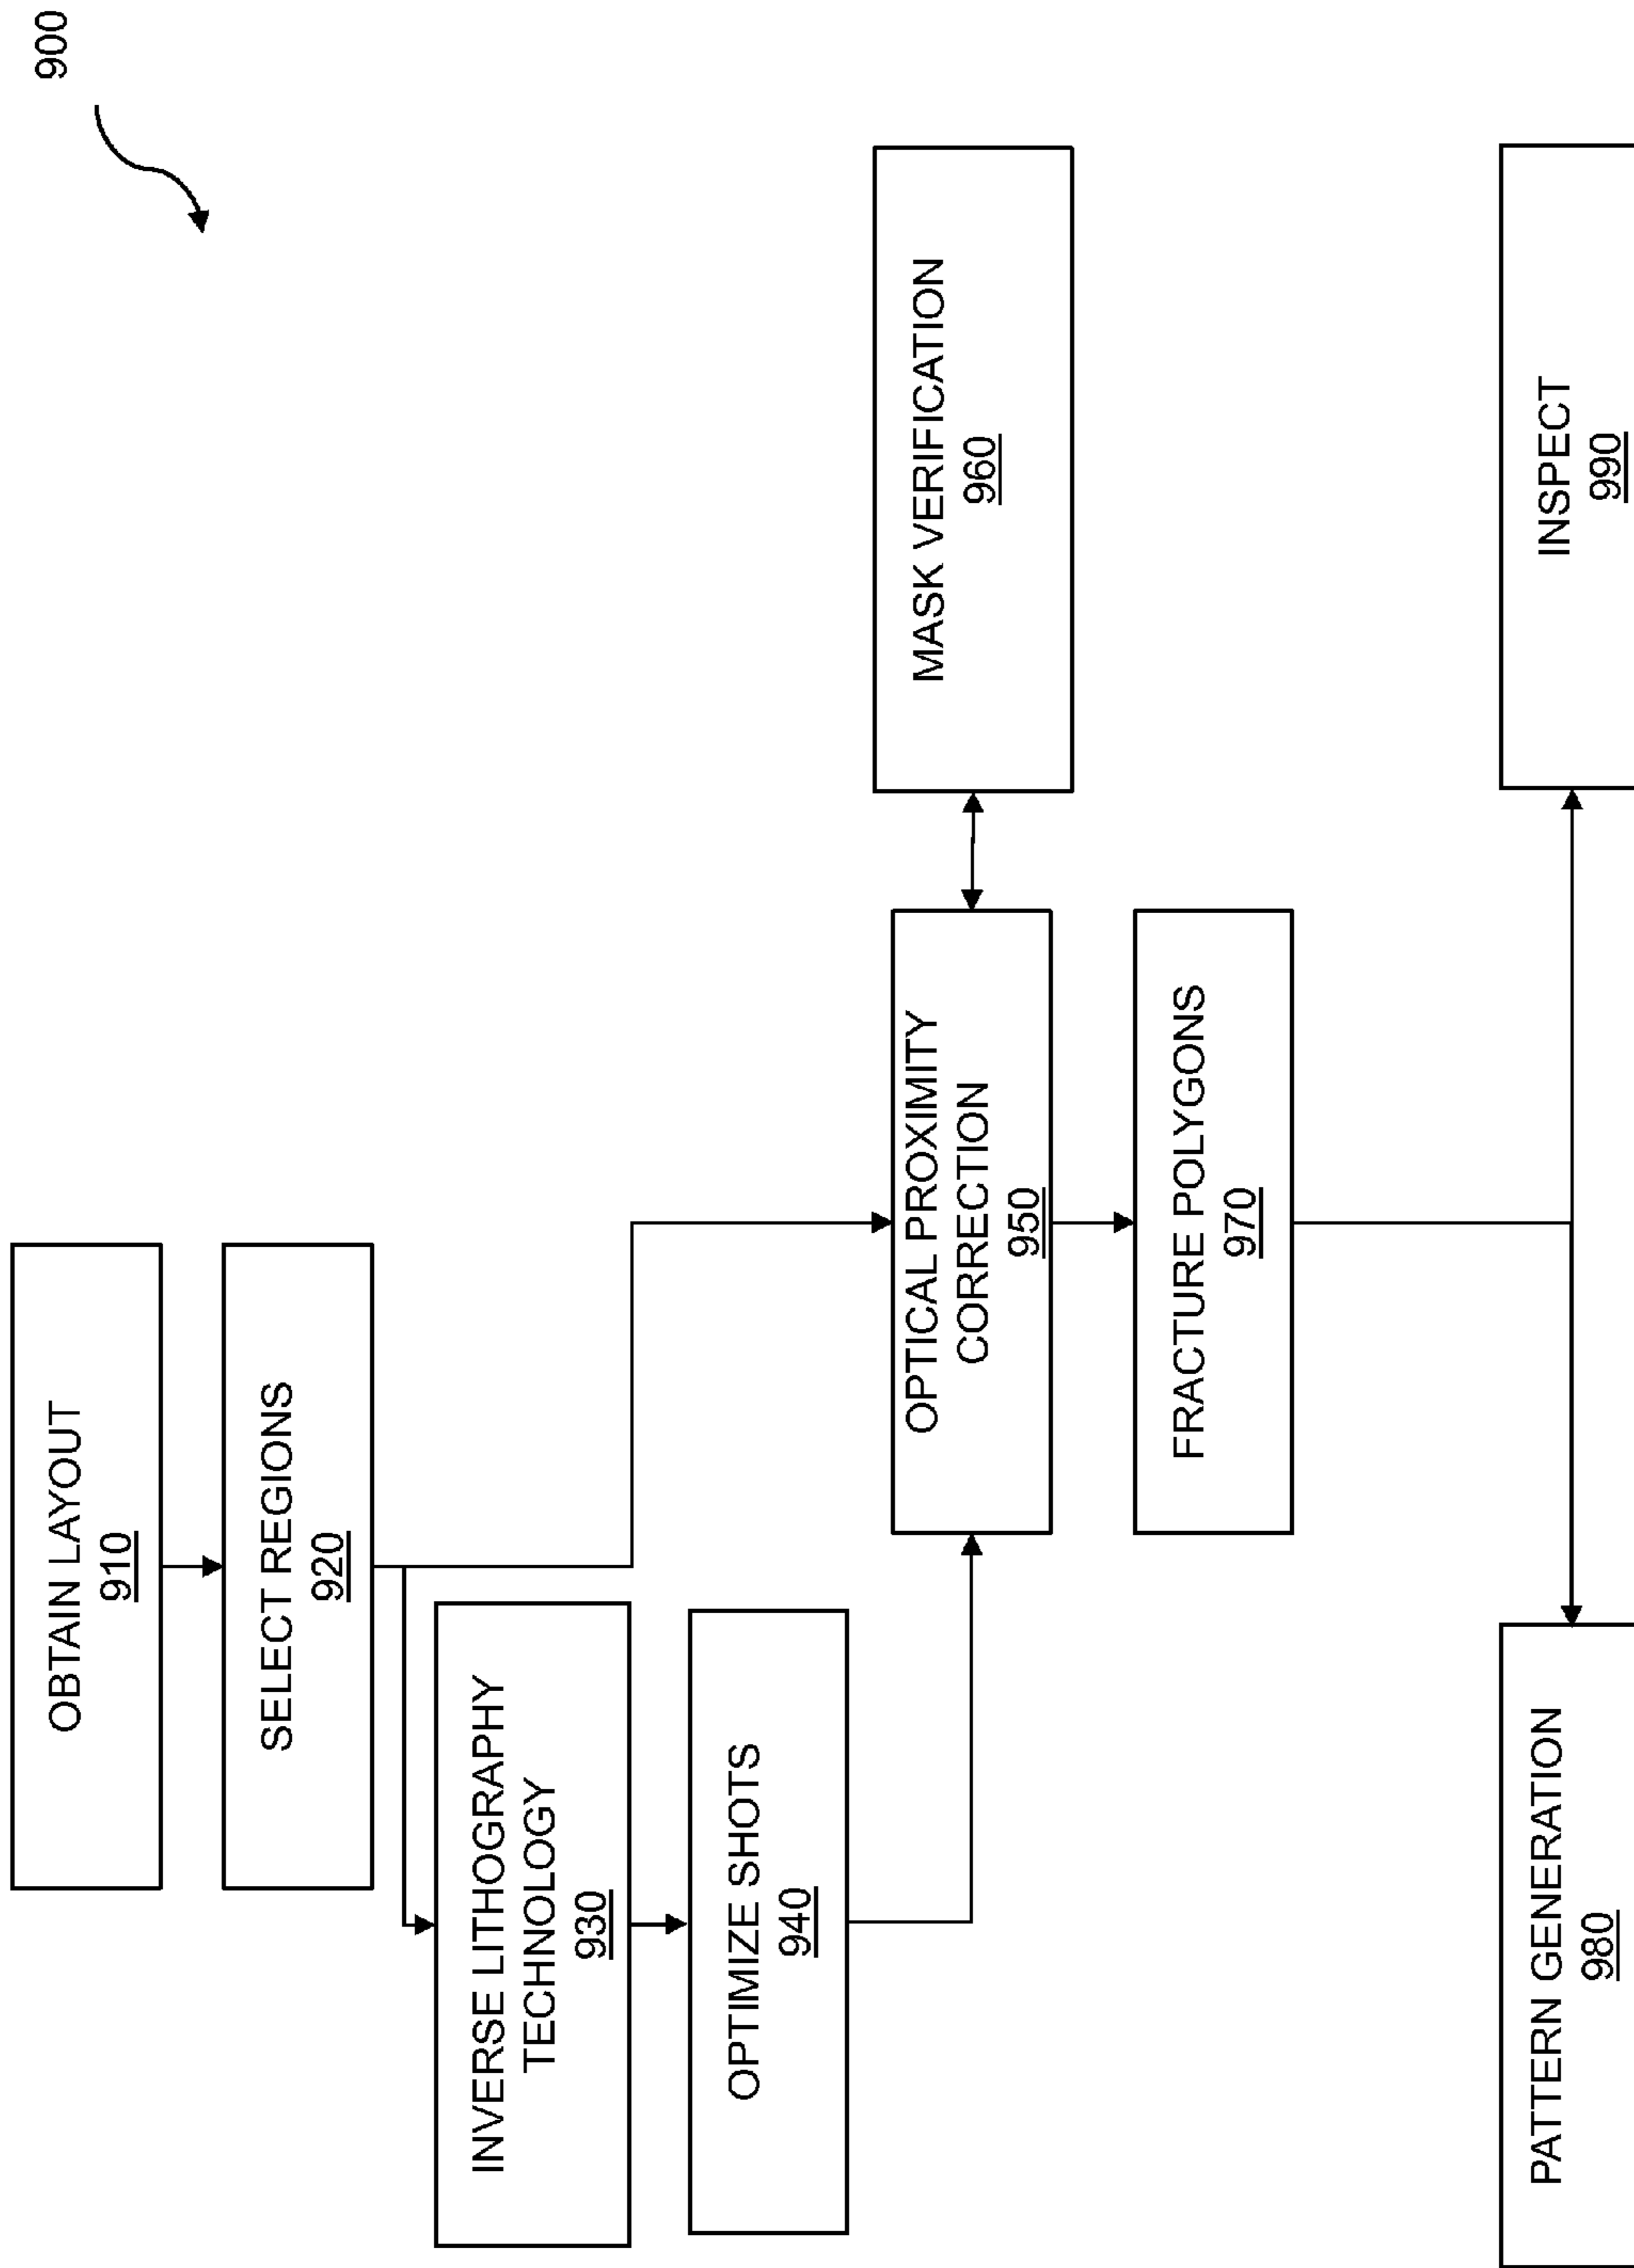 900
OBTAIN LAYOUT
910
SELECT REGIONS
920
INVERSE LITHOGRAPHY
TECHNOLOGY
930
OPTIMIZE SHOTS
940
OPTICAL PROXIMITY
CORRECTION
950
MASK VERIFICATION
960
FRACTURE POLYGONS
970
PATTERN GENERATION
980
INSPECT
990